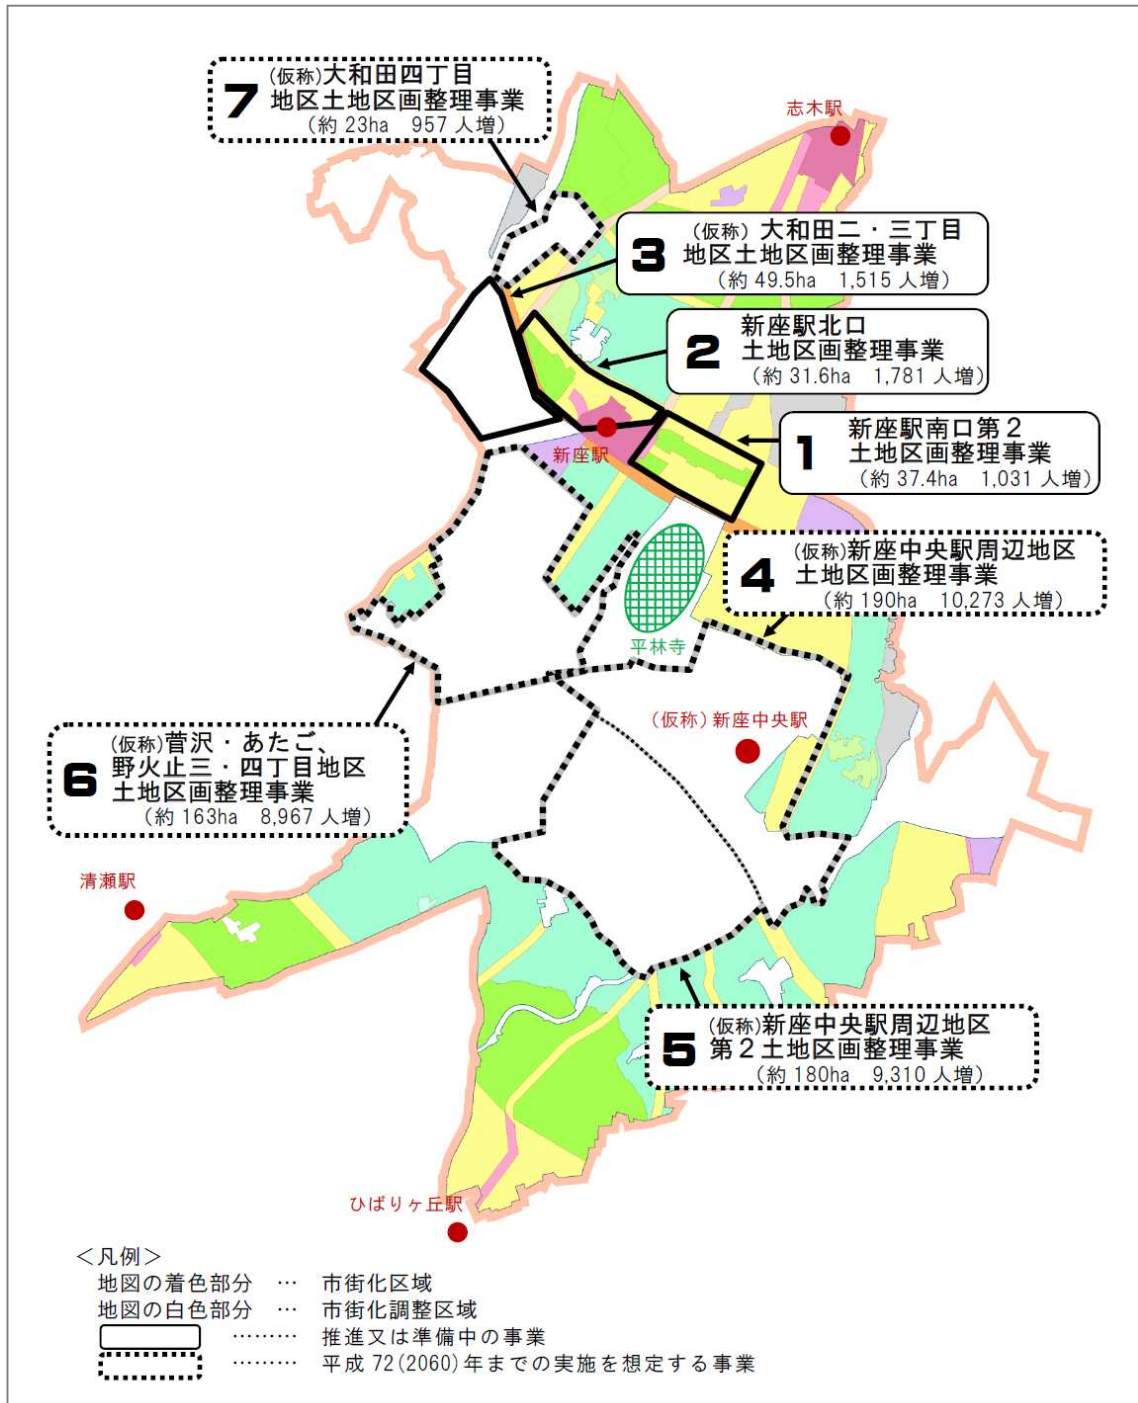 7
(仮称)大和田四丁目
地区土地区画整理事業
(約 23ha 957 人増)
志木駅
3
(仮称) 大和田二・三丁目
地区土地区画整理事業
(約 49.5ha 1,515 人増)
2
新座駅北口
土地区画整理事業
(約 31.6ha 1,781 人増)
1
新座駅南口第2
土地区画整理事業
(約 37.4ha 1,031 人増)
新座駅
4
(仮称)新座中央駅周辺地区
土地区画整理事業
(約 190ha 10,273 人増)
平林寺
(仮称)新座中央駅
6
(仮称)菅沢・あたご、
野火止三・四丁目地区
土地区画整理事業
(約 163ha 8,967 人増)
清瀬駅
5
(仮称)新座中央駅周辺地区
第2土地区画整理事業
(約 180ha 9,310 人増)
ひばりヶ丘駅
＜凡例＞
地図の着色部分 … 市街化区域
地図の白色部分 … 市街化調整区域
……… 推進又は準備中の事業
……… 平成 72(2060)年までの実施を想定する事業